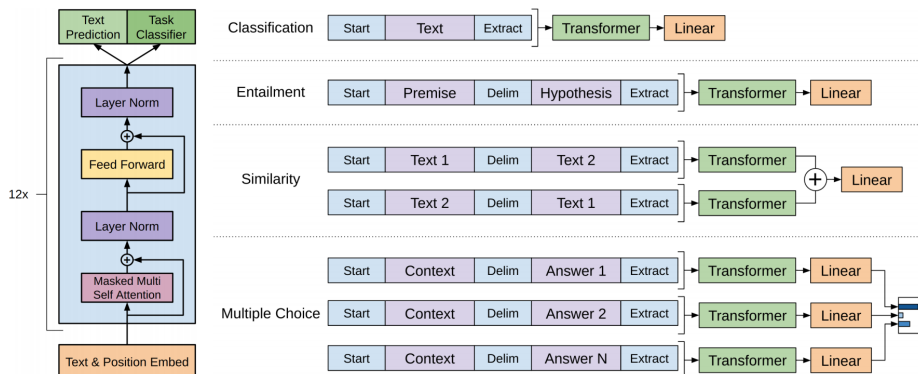 Text Prediction
Task Classifier
12x
Layer Norm
Feed Forward
Layer Norm
Masked Multi
Self Attention
Text & Position Embed
Classification
Start Text Extract Transformer Linear
Entailment
Start Premise Delim Hypothesis Extract Transformer Linear
Similarity
Start Text 1 Delim Text 2 Extract Transformer
Start Text 2 Delim Text 1 Extract Transformer
Linear
Multiple Choice
Start Context Delim Answer 1 Extract Transformer Linear
Start Context Delim Answer 2 Extract Transformer Linear
Start Context Delim Answer N Extract Transformer Linear